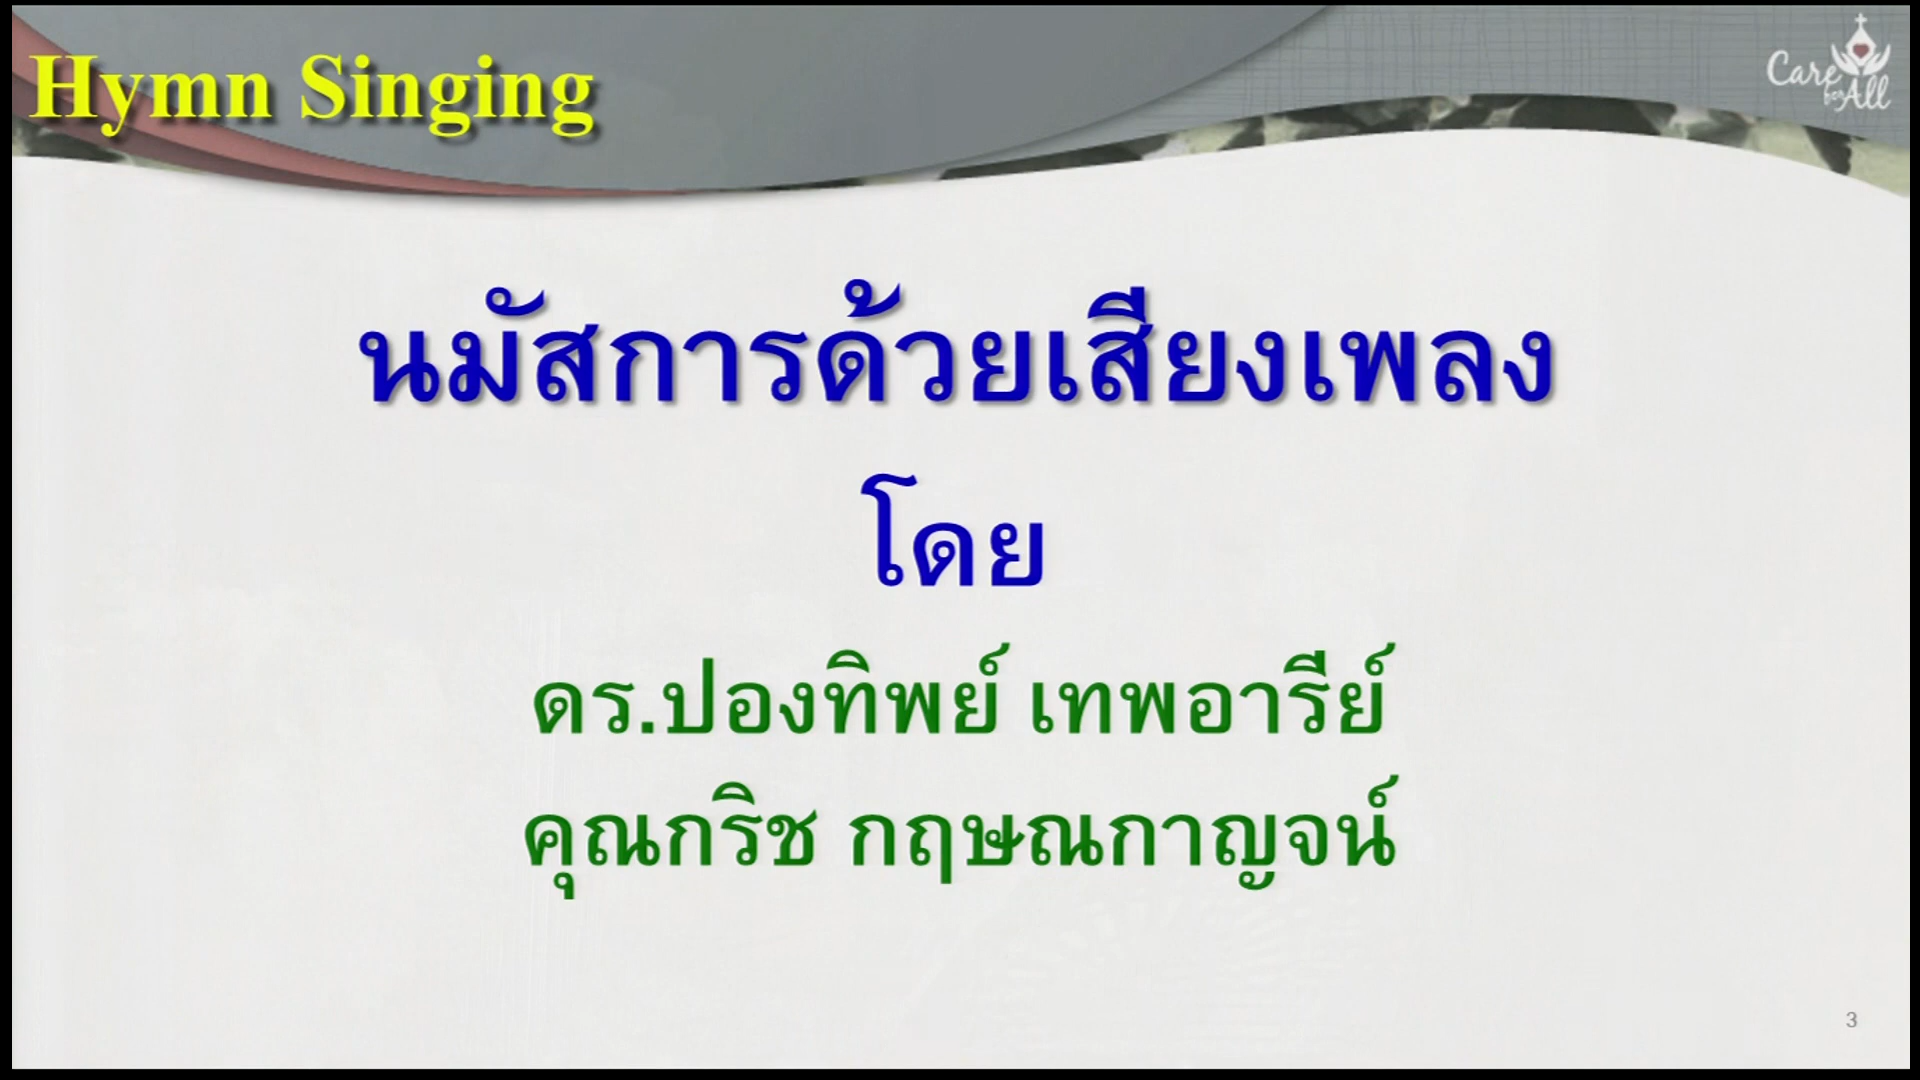 Hymn Singing
Care
for All
นมัสการด้วยเสียงเพลง
โดย
ดร.ปองทิพย์ เทพอารีย์
คุณกริช กฤษณกาญจน์
3